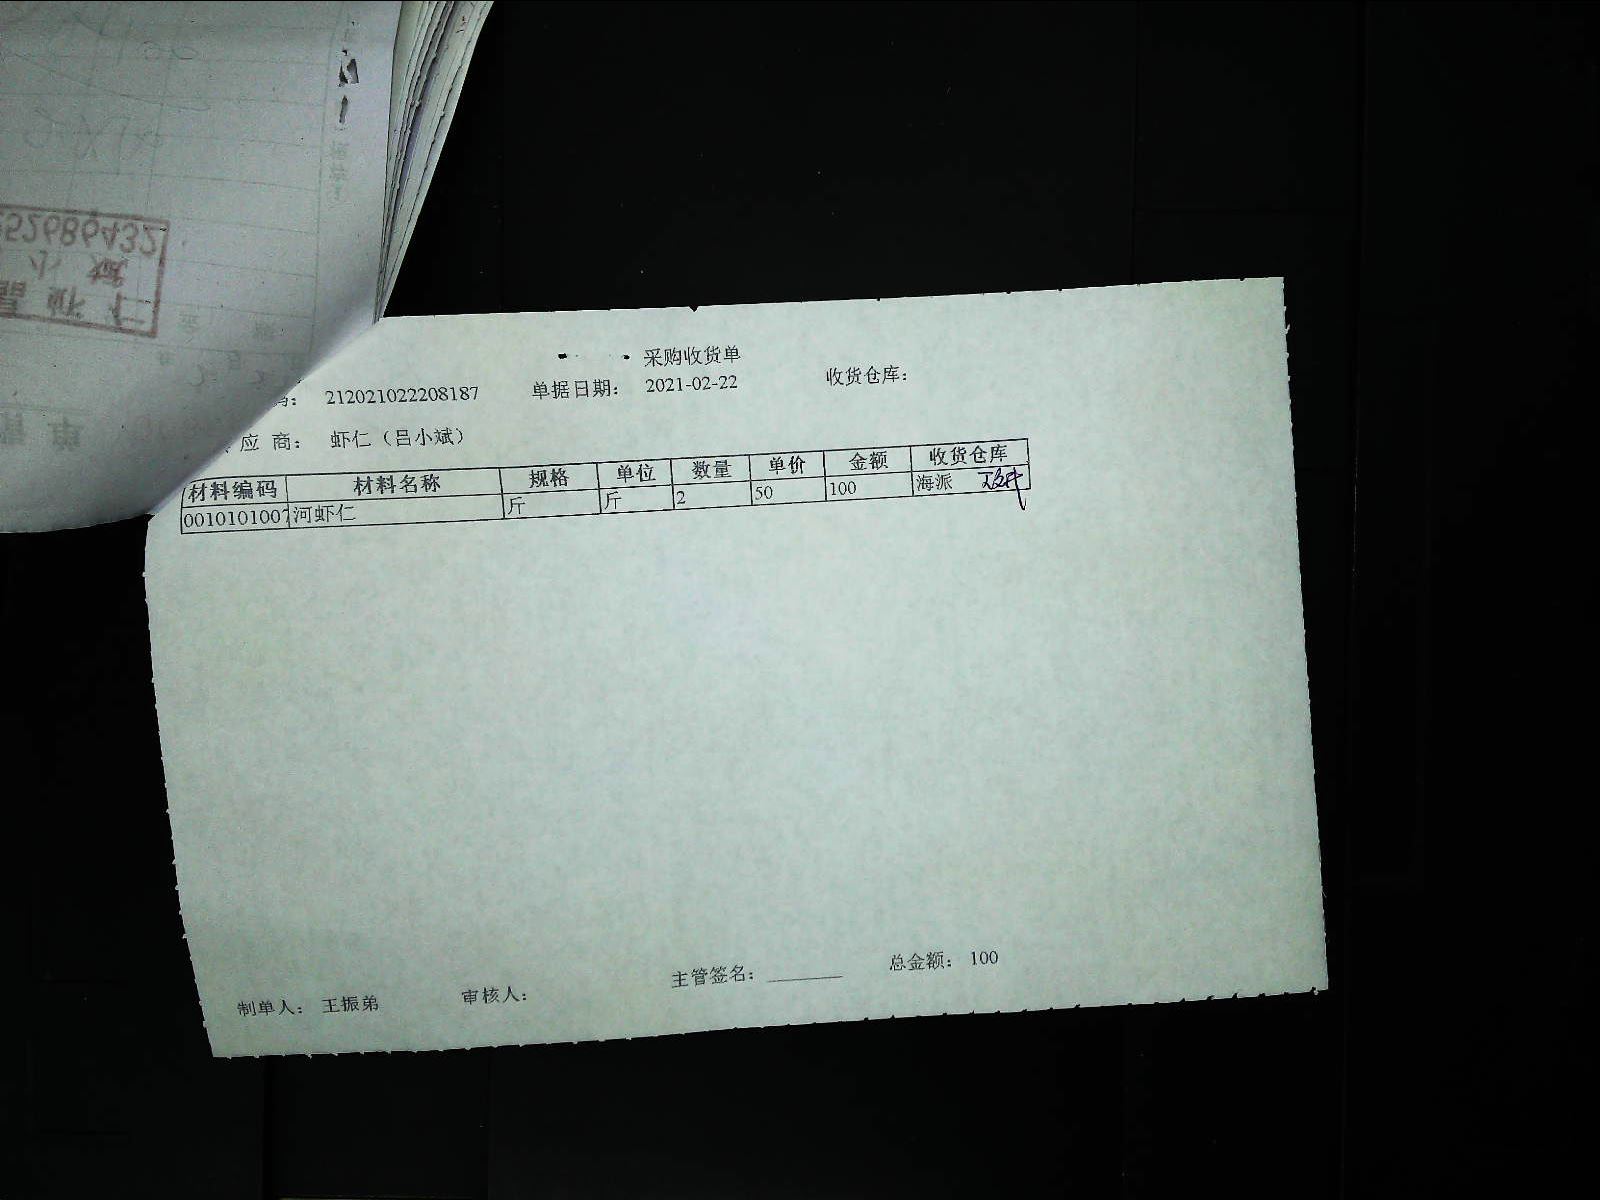 采购收货单
码： 212021022208187 单据日期： 2021-02-22 收货仓库：
应 商： 虾仁（吕小斌）
材料编码 材料名称 规格 单位 数量 单价 金额 收货仓库
0010101007 河虾仁 斤 斤 2 50 100 海派
主管签名： 总金额： 100
制单人： 王振弟 审核人：